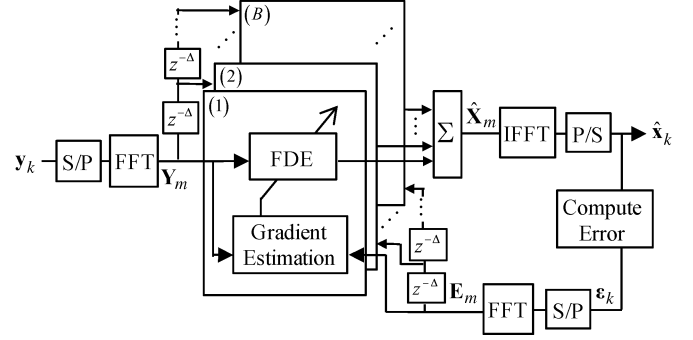 (B)
z^{-Δ}
(2)
z^{-Δ}
(1)
y_k
S/P
FFT
Y_m
FDE
Σ
X̂_m
IFFT
P/S
x̂_k
Gradient
Estimation
z^{-Δ}
z^{-Δ}
Compute
Error
E_m
FFT
S/P
ε_k